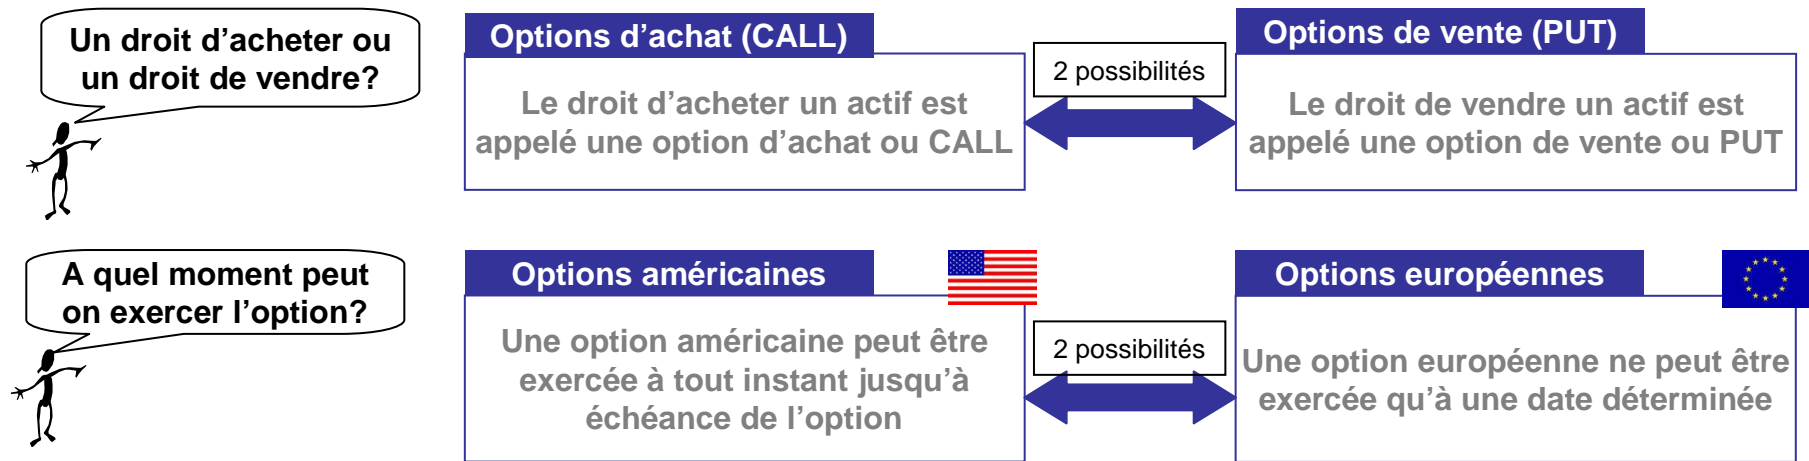 Un droit d’acheter ou
un droit de vendre?
Options d’achat (CALL)
Le droit d’acheter un actif est
appelé une option d’achat ou CALL
2 possibilités
Options de vente (PUT)
Le droit de vendre un actif est
appelé une option de vente ou PUT
A quel moment peut
on exercer l’option?
Options américaines
Une option américaine peut être
exercée à tout instant jusqu’à
échéance de l’option
2 possibilités
Options européennes
Une option européenne ne peut être
exercée qu’à une date déterminée